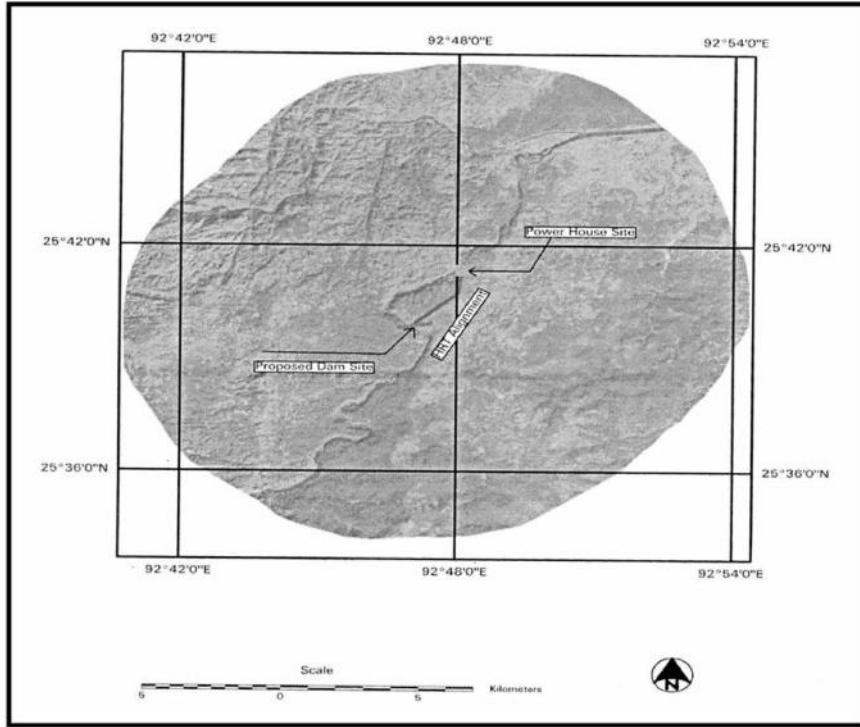 92°42'0"E 92°48'0"E 92°54'0"E
25°42'0"N 25°42'0"N
Power House Site
HRT Alignment
Proposed Dam Site
25°36'0"N 25°36'0"N
92°42'0"E 92°48'0"E 92°54'0"E
Scale
5 0 5 Kilometers
N